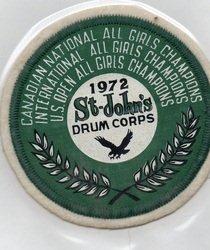 CANADIAN NATIONAL ALL GIRLS CHAMPIONS
INTERNATIONAL ALL GIRLS CHAMPIONS
U.S OPEN ALL GIRLS CHAMPIONS
1972
St-John's
DRUM CORPS